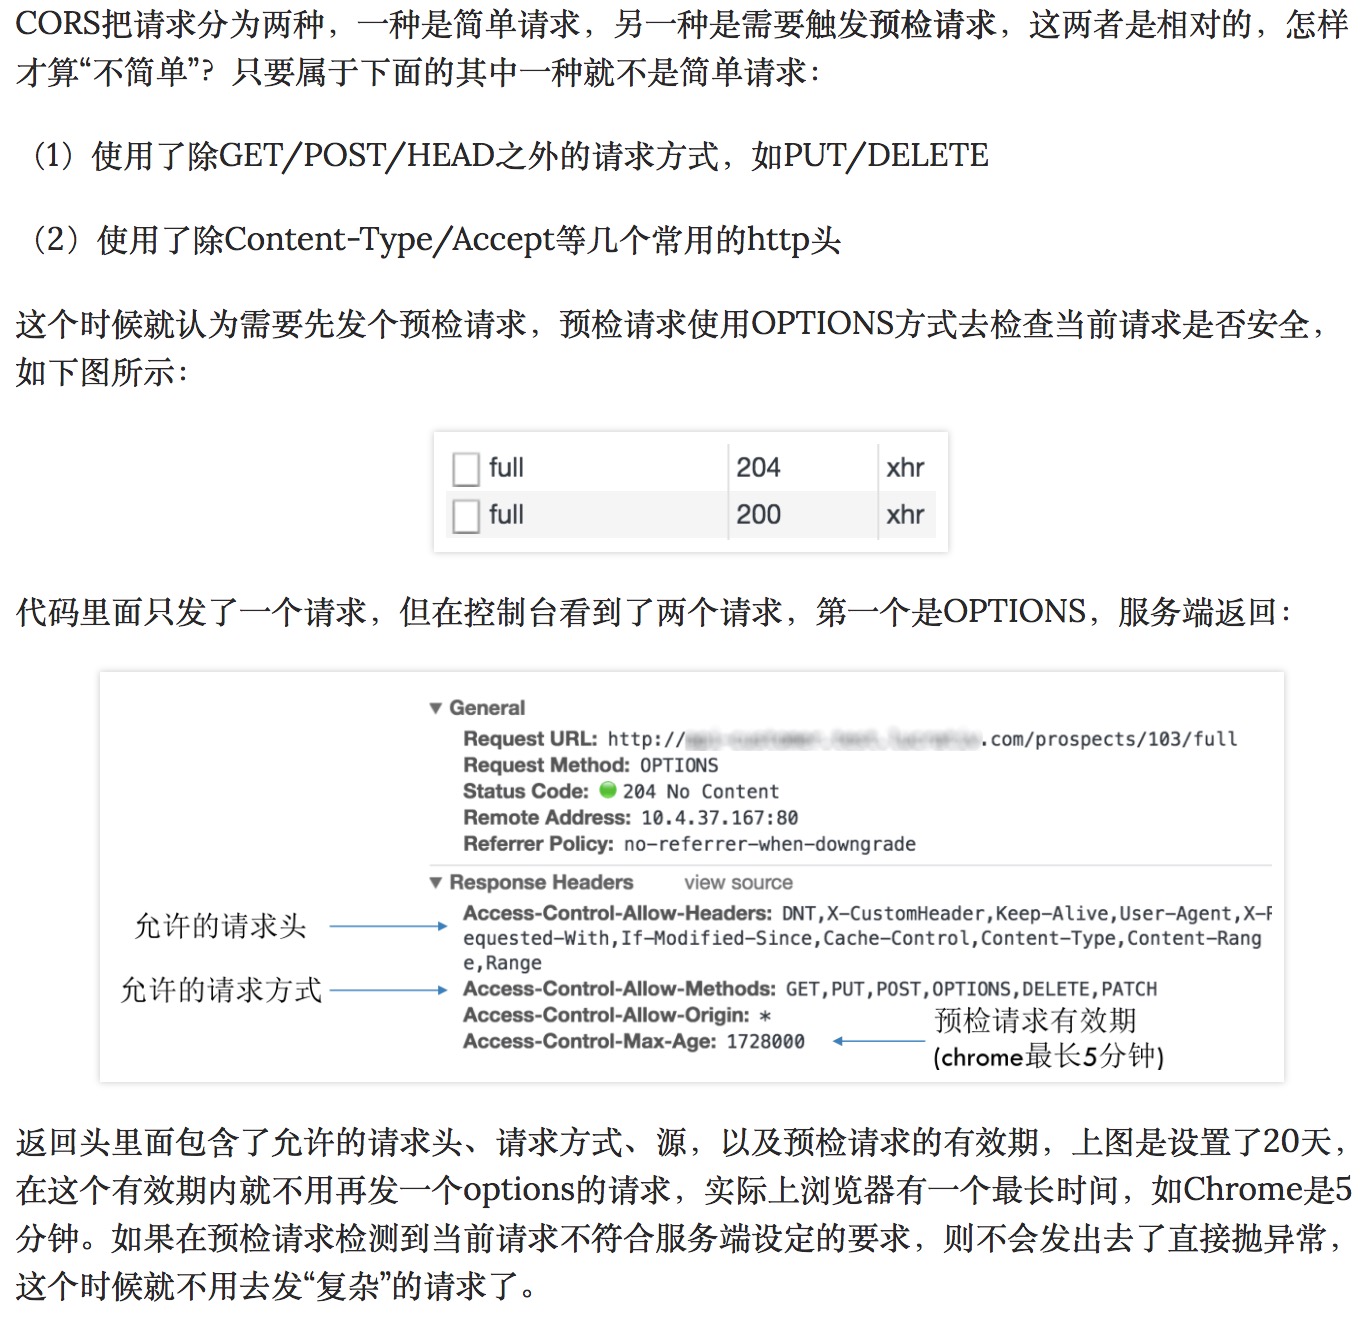 CORS把请求分为两种，一种是简单请求，另一种是需要触发预检请求，这两者是相对的，怎样
才算“不简单”？只要属于下面的其中一种就不是简单请求：
（1）使用了除GET/POST/HEAD之外的请求方式，如PUT/DELETE
（2）使用了除Content-Type/Accept等几个常用的http头
这个时候就认为需要先发个预检请求，预检请求使用OPTIONS方式去检查当前请求是否安全，
如下图所示：
full 204 xhr
full 200 xhr
代码里面只发了一个请求，但在控制台看到了两个请求，第一个是OPTIONS，服务端返回：
▼ General
Request URL: http://.com/prospects/103/full
Request Method: OPTIONS
Status Code: 204 No Content
Remote Address: 10.4.37.167:80
Referrer Policy: no-referrer-when-downgrade
▼ Response Headers view source
允许的请求头
Access-Control-Allow-Headers: DNT,X-CustomHeader,Keep-Alive,User-Agent,X-R
equested-With,If-Modified-Since,Cache-Control,Content-Type,Content-Rang
e,Range
允许的请求方式
Access-Control-Allow-Methods: GET,PUT,POST,OPTIONS,DELETE,PATCH
Access-Control-Allow-Origin: *
Access-Control-Max-Age: 1728000
预检请求有效期
(chrome最长5分钟)
返回头里面包含了允许的请求头、请求方式、源，以及预检请求的有效期，上图是设置了20天，
在这个有效期内就不用再发一个options的请求，实际上浏览器有一个最长时间，如Chrome是5
分钟。如果在预检请求检测到当前请求不符合服务端设定的要求，则不会发出去了直接抛异常，
这个时候就不用去发“复杂”的请求了。